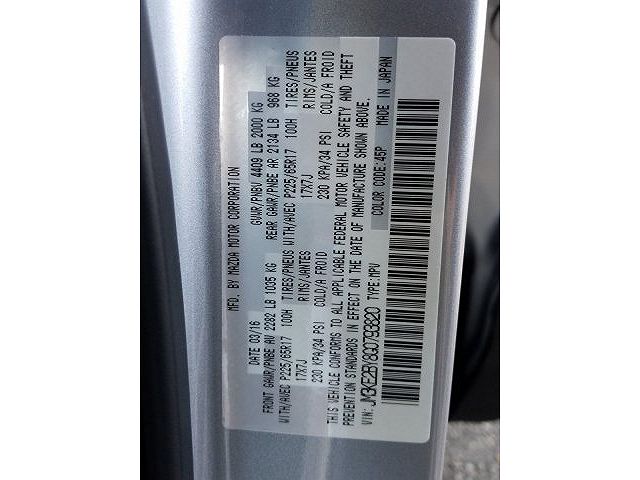 MFD. BY MAZDA MOTOR CORPORATION
DATE 03/16 GVWR/PNBV 4409 LB 2000 KG
FRONT GAWR/PNBE AV 2282 LB 1035 KG REAR GAWR/PNBE AR 2134 LB 968 KG
WITH/AVEC P225/65R17 100H TIRES/PNEUS WITH/AVEC P225/65R17 100H TIRES/PNEUS
17X7J RIMS/JANTES 17X7J RIMS/JANTES
230 KPA/34 PSI COLD/A FROID 230 KPA/34 PSI COLD/A FROID
THIS VEHICLE CONFORMS TO ALL APPLICABLE FEDERAL MOTOR VEHICLE SAFETY AND THEFT
PREVENTION STANDARDS IN EFFECT ON THE DATE OF MANUFACTURE SHOWN ABOVE.
VIN: TYPE: MPV COLOR CODE: 45P MADE IN JAPAN